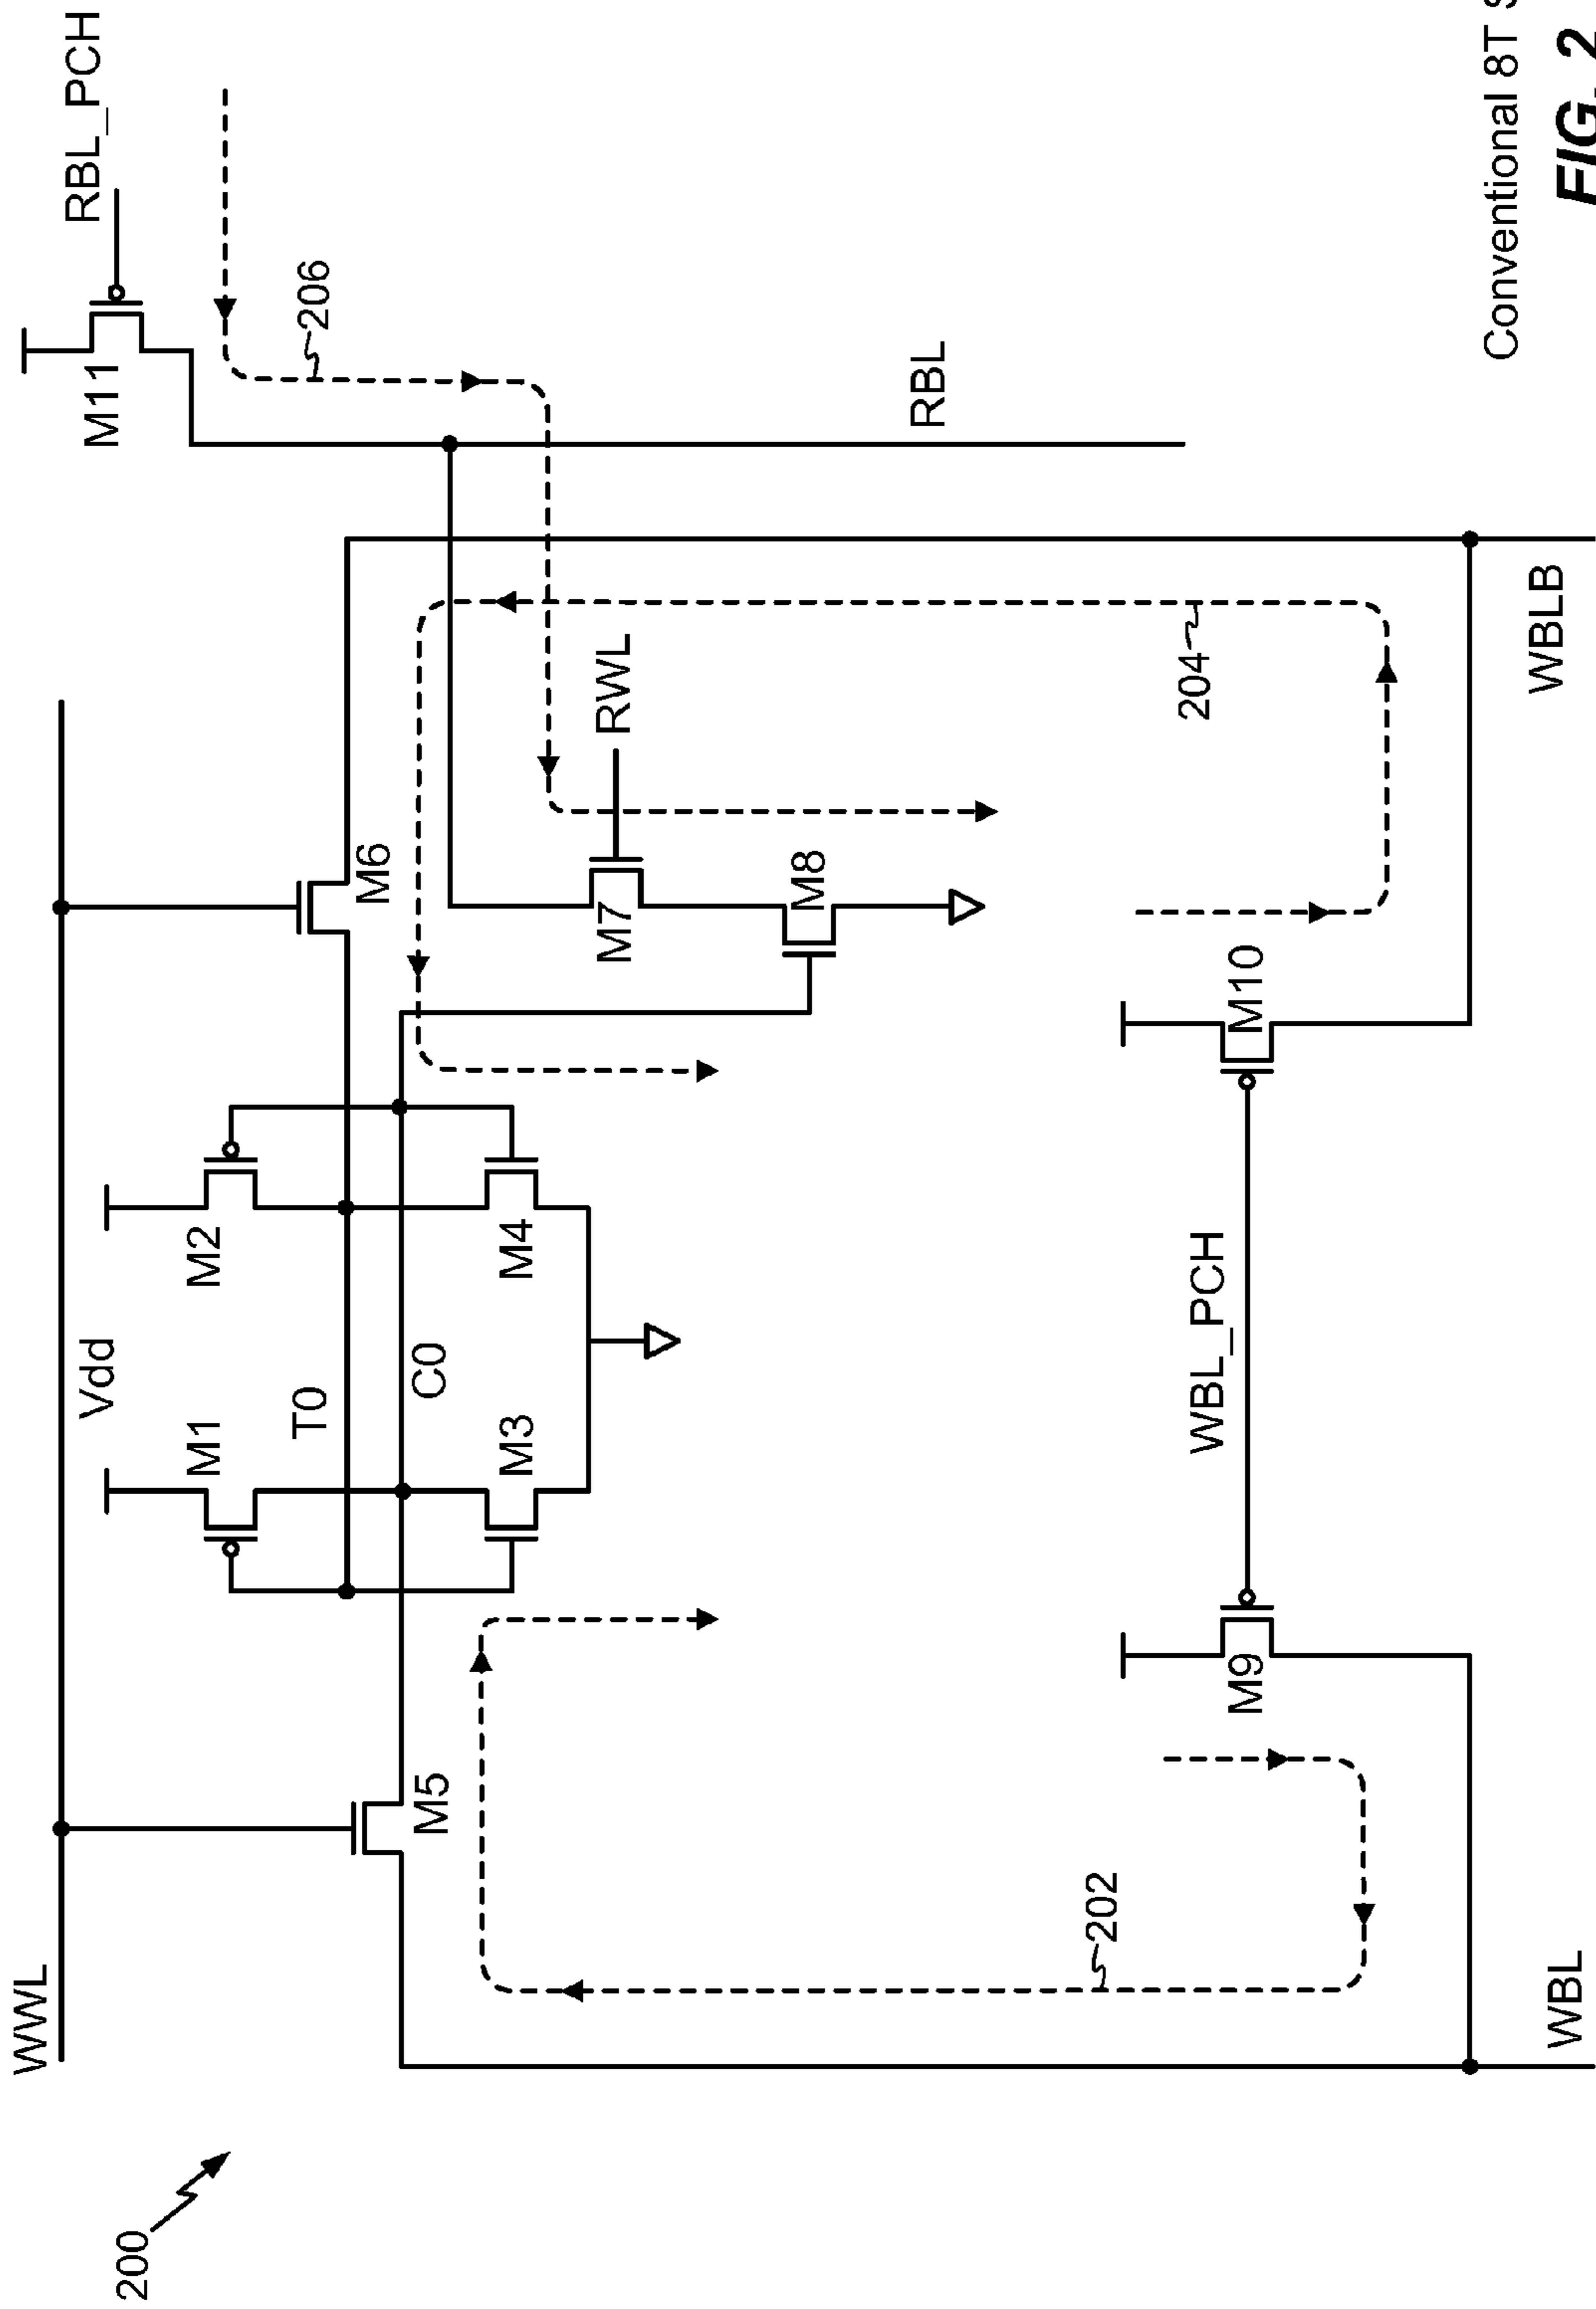 200
WWL
WBL
202
M5
M9
M1
M3
Vdd
T0
C0
WBL_PCH
M2
M4
M10
M6
M7
M8
RWL
204
WBLB
RBL
M11
206
RBL_PCH
Conventional 8T
FIG. 2